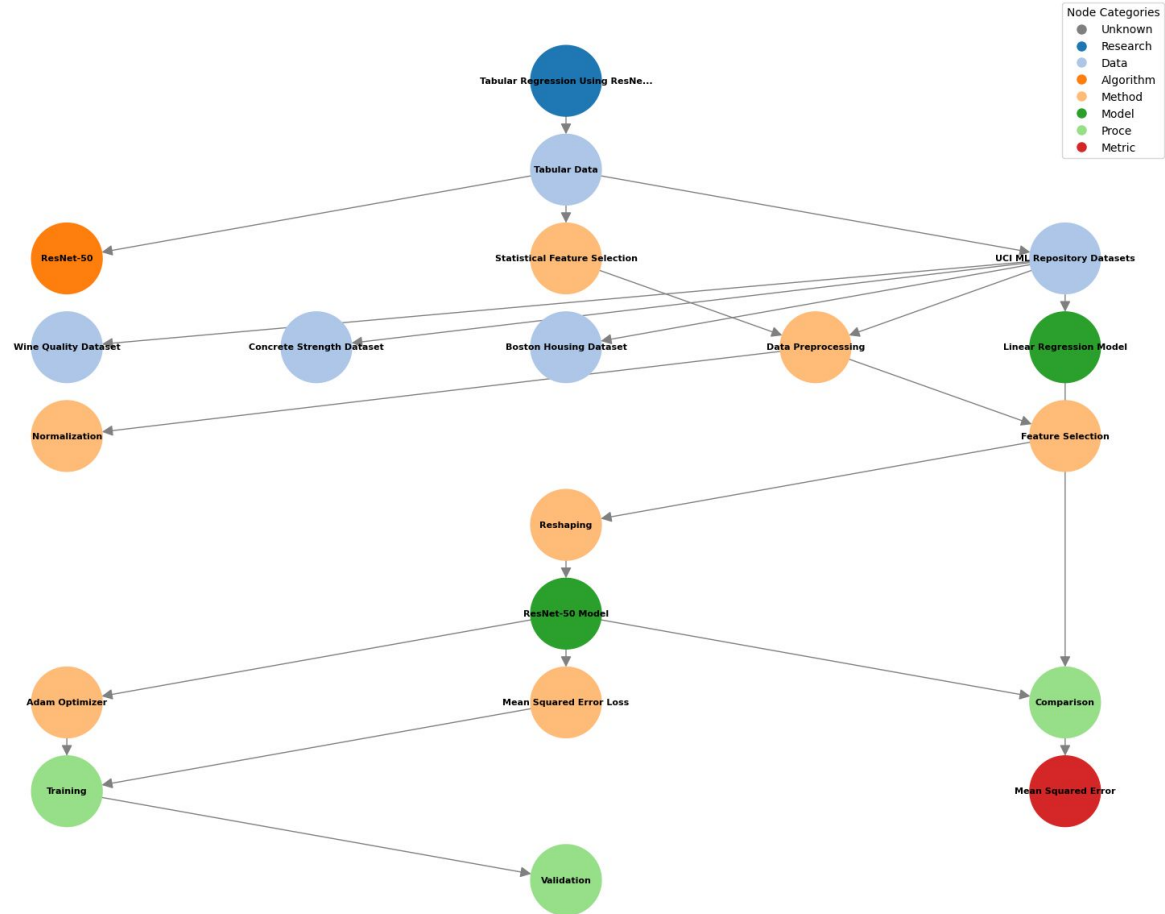 Node Categories
Unknown
Research
Data
Algorithm
Method
Model
Proce
Metric
Tabular Regression Using ResNe...
Tabular Data
ResNet-50
Statistical Feature Selection
UCI ML Repository Datasets
Wine Quality Dataset
Concrete Strength Dataset
Boston Housing Dataset
Data Preprocessing
Linear Regression Model
Normalization
Feature Selection
Reshaping
ResNet-50 Model
Adam Optimizer
Mean Squared Error Loss
Comparison
Training
Mean Squared Error
Validation